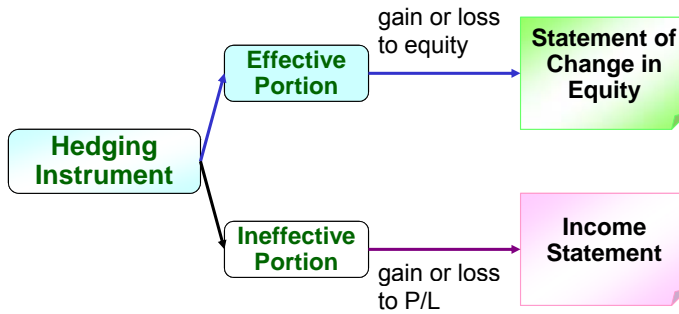 gain or loss
to equity
Statement of
Change in
Equity
Effective
Portion
Hedging
Instrument
Ineffective
Portion
Income
Statement
gain or loss
to P/L